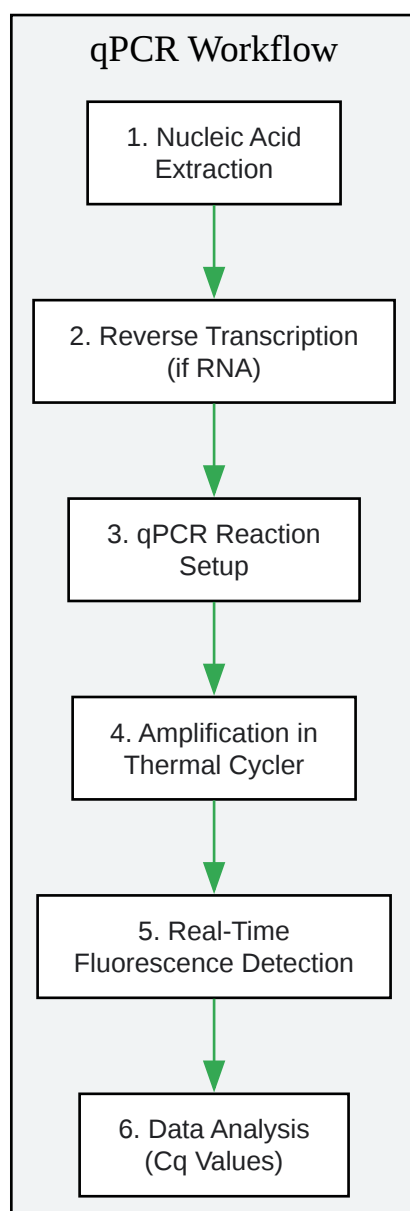 qPCR Workflow
1. Nucleic Acid
Extraction
2. Reverse Transcription
(if RNA)
3. qPCR Reaction
Setup
4. Amplification in
Thermal Cycler
5. Real-Time
Fluorescence Detection
6. Data Analysis
(Cq Values)